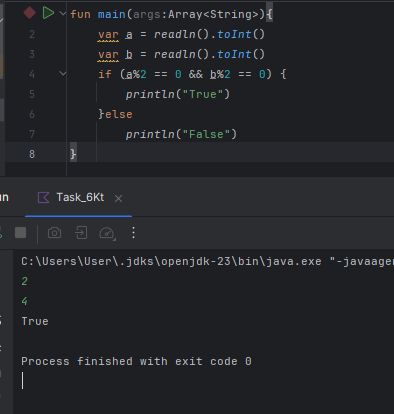 fun main(args:Array<String>){
2 var a = readln().toInt()
3 var b = readln().toInt()
4 if (a%2 == 0 && b%2 == 0) {
5 println("True")
6 }else
7 println("False")
8 }
Task_6Kt ×
C:\Users\User\.jdks\openjdk-23\bin\java.exe "-javaagen
2
4
True
Process finished with exit code 0